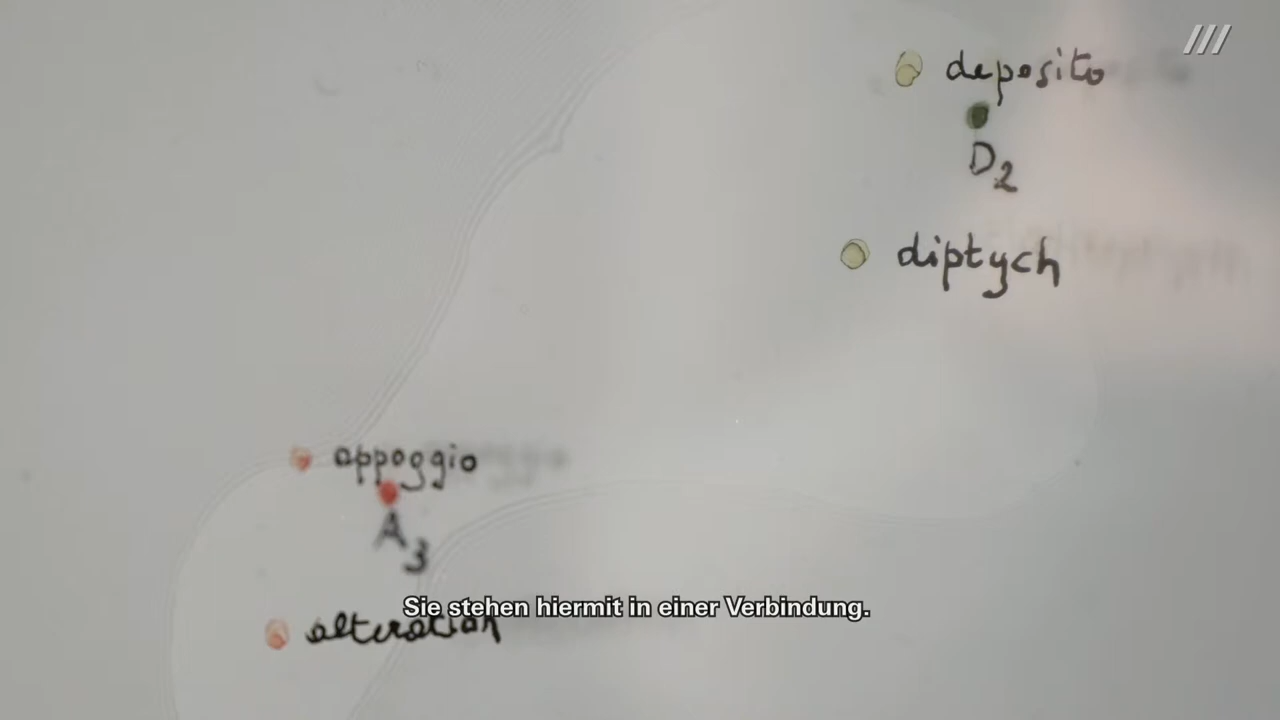 deposito
D2
diptych
appoggio
A3
Sie stehen hiermit in einer Verbindung.
alteration